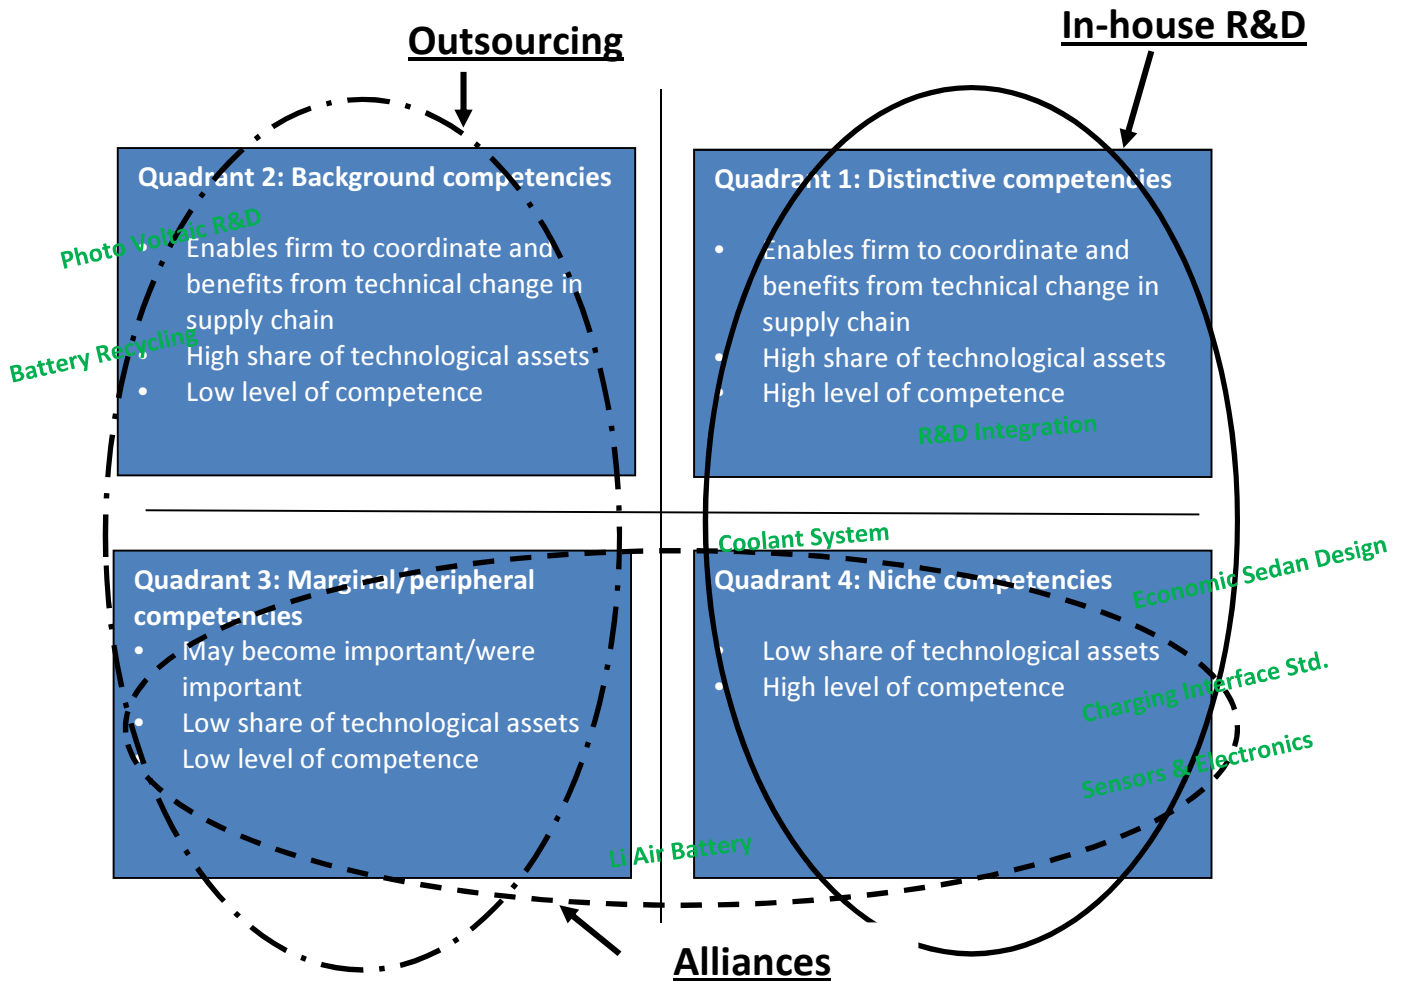 Outsourcing
In-house R&D
Quadrant 2: Background competencies
• Enables firm to coordinate and
benefits from technical change in
supply chain
• High share of technological assets
• Low level of competence
Photo Voltaic R&D
Battery Recycling
Quadrant 1: Distinctive competencies
• Enables firm to coordinate and
benefits from technical change in
supply chain
• High share of technological assets
• High level of competence
R&D Integration
Quadrant 3: Marginal/peripheral
competencies
• May become important/were
important
• Low share of technological assets
• Low level of competence
Coolant System
Quadrant 4: Niche competencies
• Low share of technological assets
• High level of competence
Economic Sedan Design
Charging Interface Std.
Sensors & Electronics
Li Air Battery
Alliances